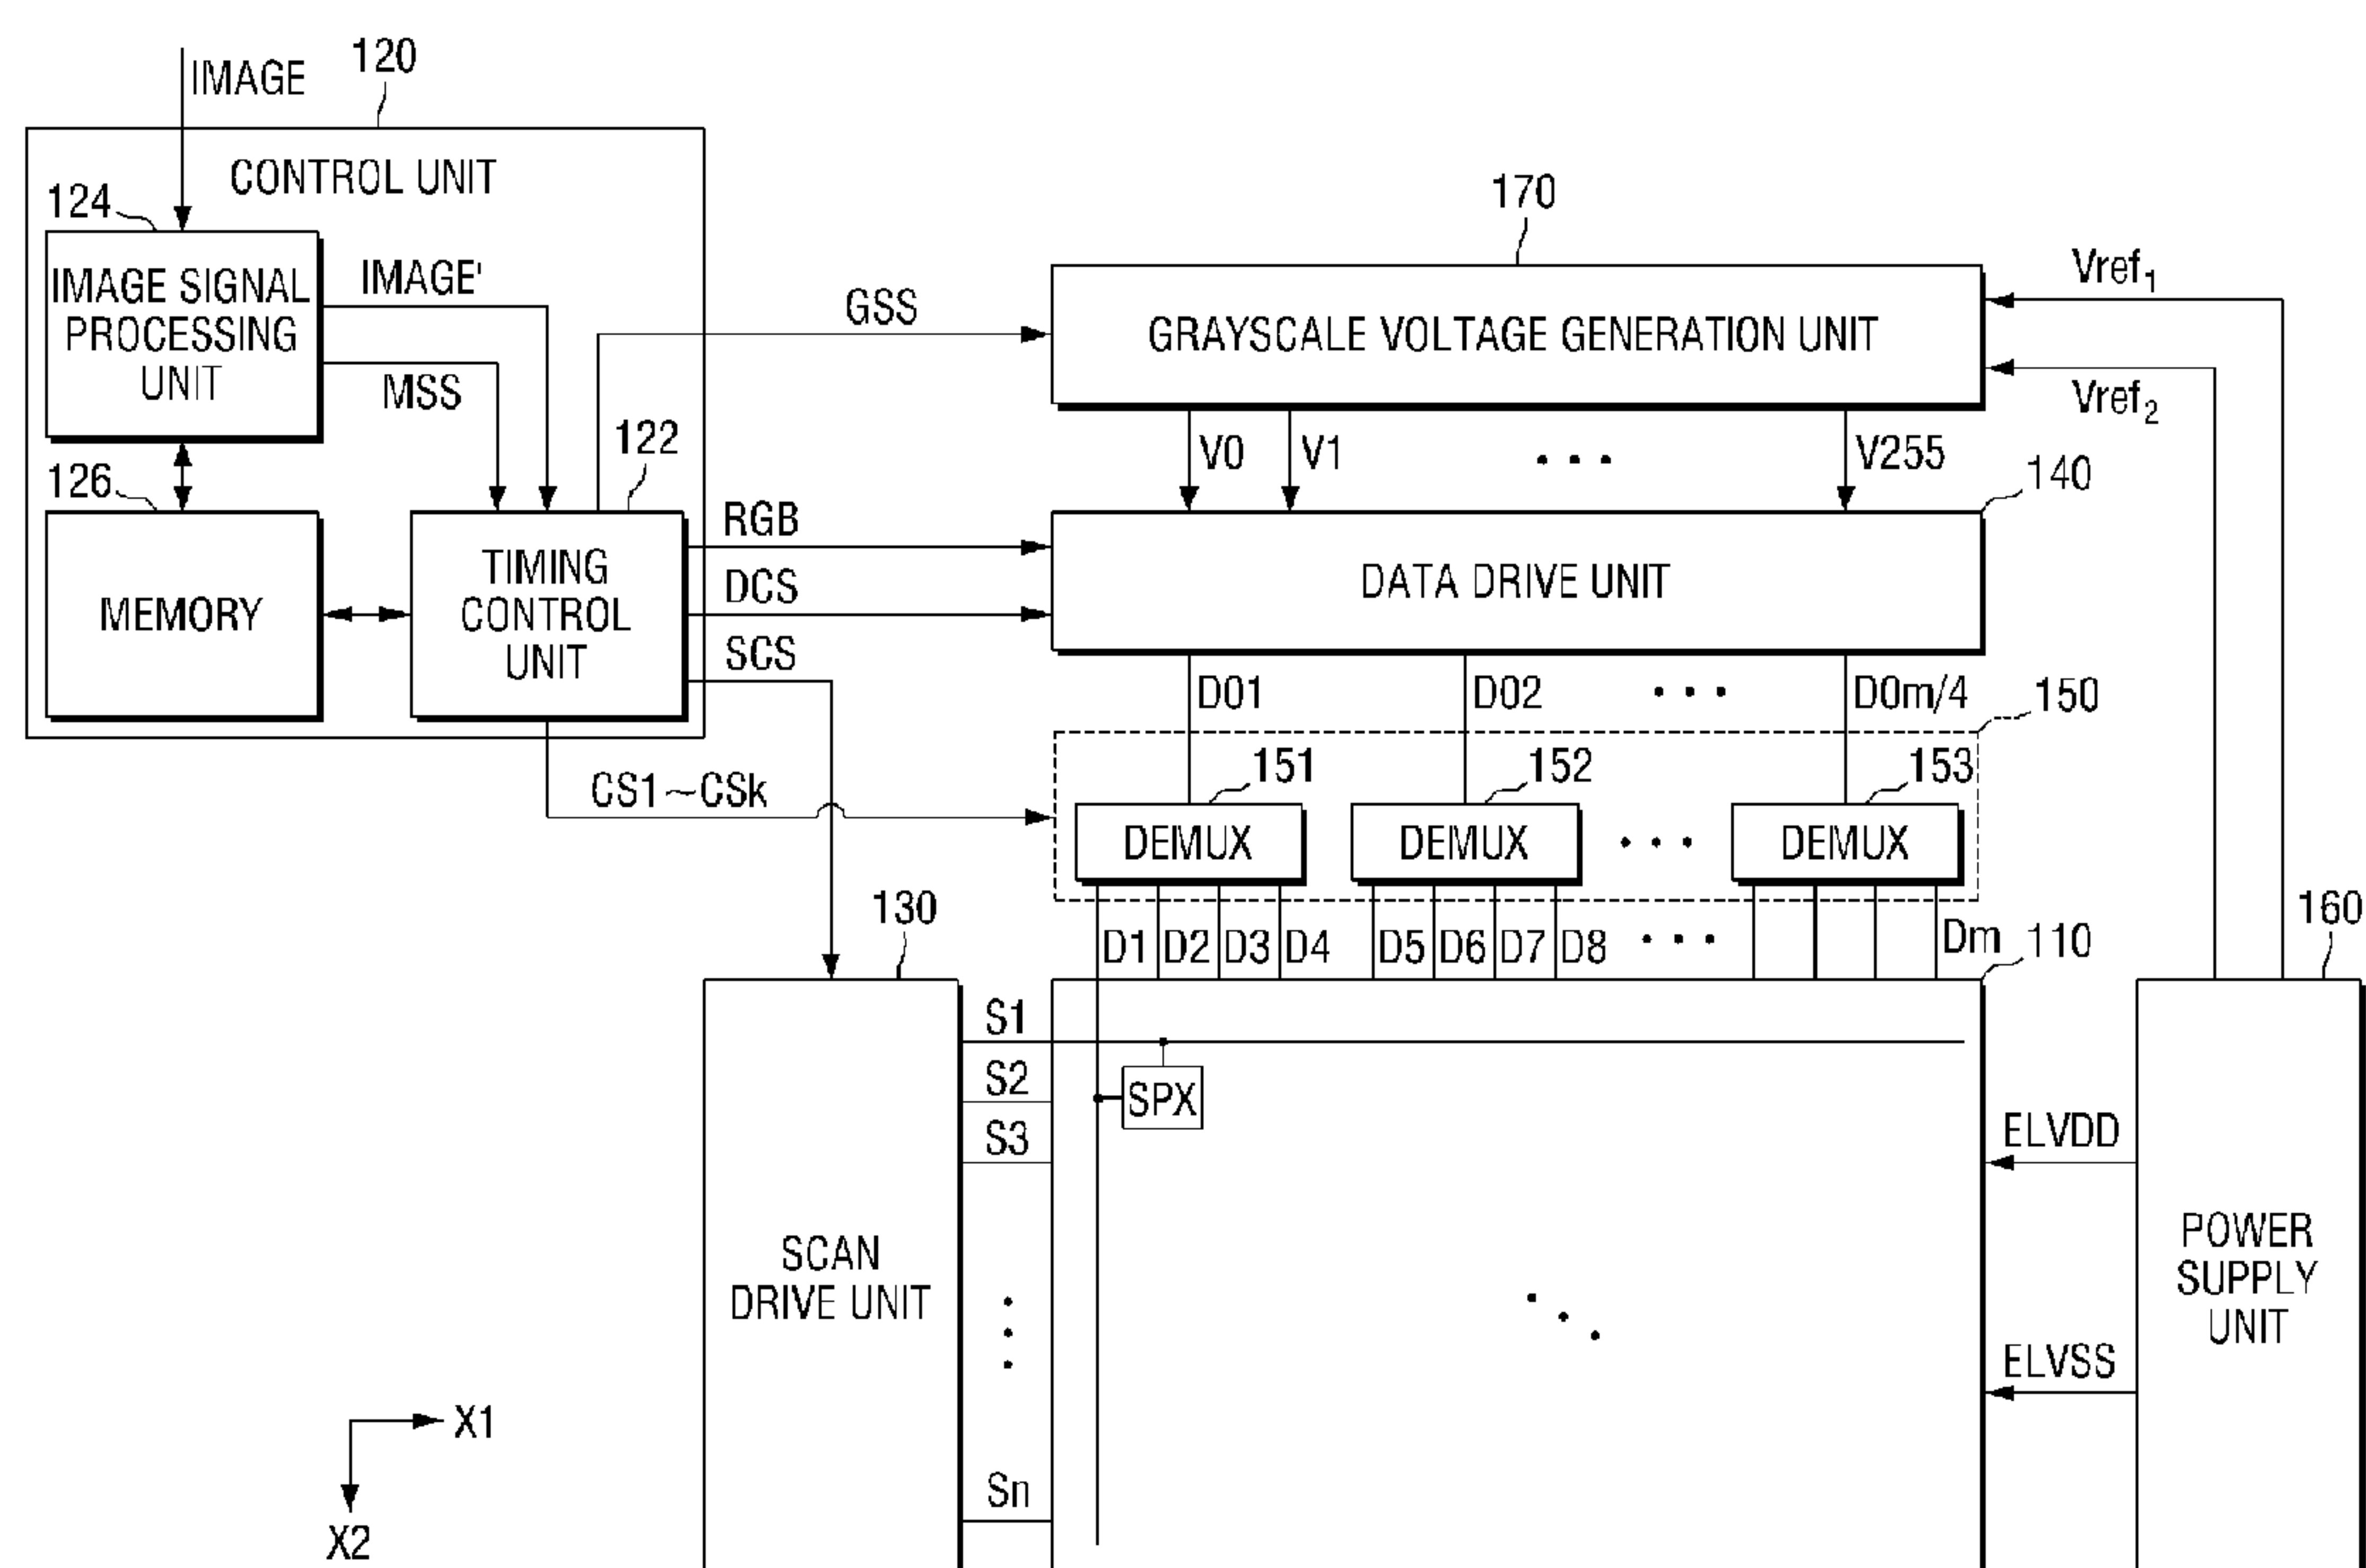 120
IMAGE
CONTROL UNIT
124
IMAGE SIGNAL
PROCESSING
UNIT
IMAGE'
MSS
126
MEMORY
122
TIMING
CONTROL
UNIT
GSS
RGB
DCS
SCS
CS1~CSk
170
GRAYSCALE VOLTAGE GENERATION UNIT
Vref1
Vref2
V0
V1
• • •
V255
140
DATA DRIVE UNIT
D01
D02
• • •
D0m/4
150
151
152
153
DEMUX
DEMUX
• • •
DEMUX
D1
D2
D3
D4
D5
D6
D7
D8
• • •
Dm
110
130
SCAN
DRIVE UNIT
S1
S2
S3
Sn
SPX
160
ELVDD
ELVSS
POWER
SUPPLY
UNIT
X1
X2